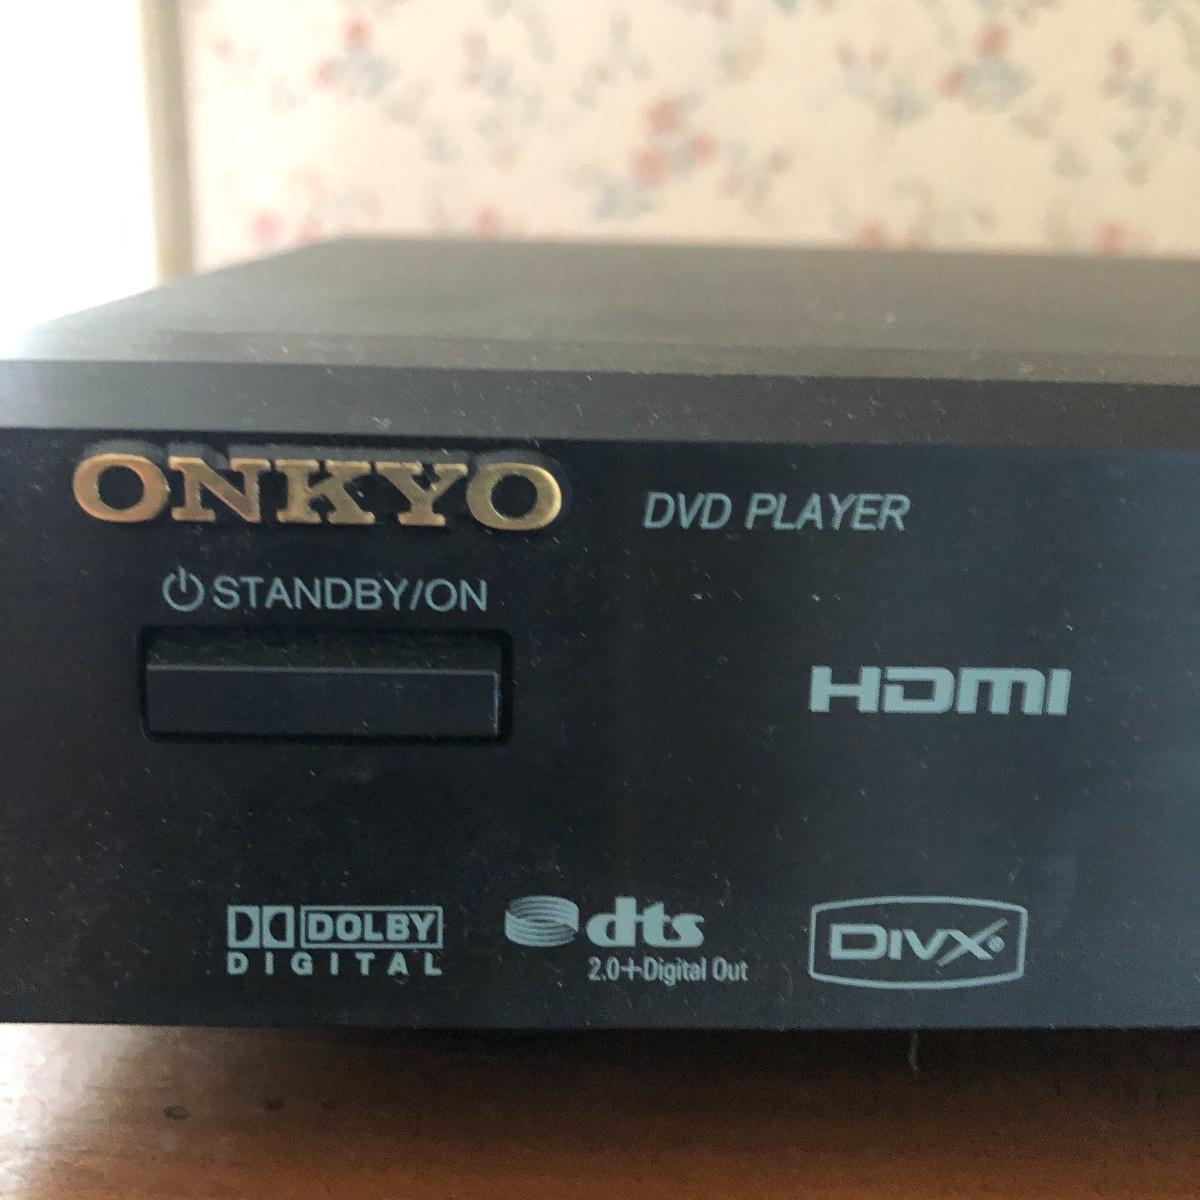 ONKYO
DVD PLAYER
STANDBY/ON
HDMI
DOLBY
DIGITAL
dts
2.0+Digital Out
DIVX®